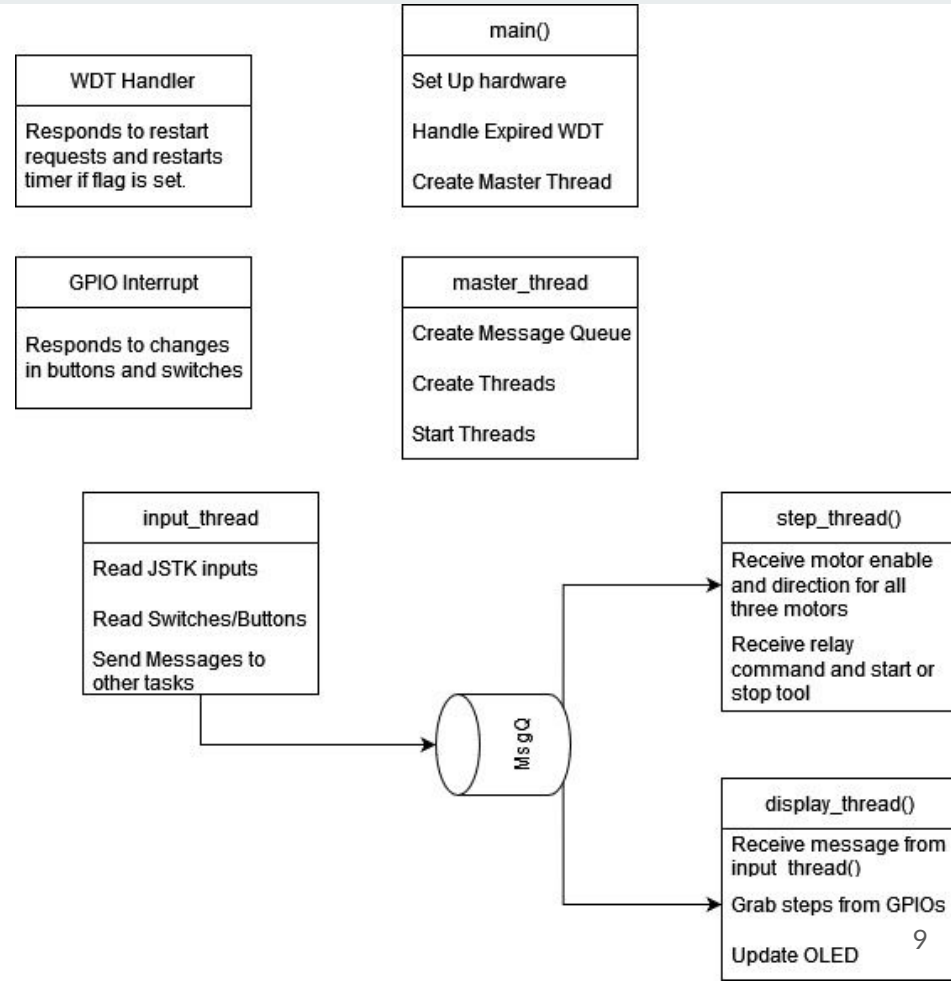 main()
Set Up hardware
Handle Expired WDT
Create Master Thread
WDT Handler
Responds to restart
requests and restarts
timer if flag is set.
GPIO Interrupt
Responds to changes
in buttons and switches
master_thread
Create Message Queue
Create Threads
Start Threads
input_thread
Read JSTK inputs
Read Switches/Buttons
Send Messages to
other tasks
MsgQ
step_thread()
Receive motor enable
and direction for all
three motors
Receive relay
command and start or
stop tool
display_thread()
Receive message from
input_thread()
Grab steps from GPIOs
Update OLED
9